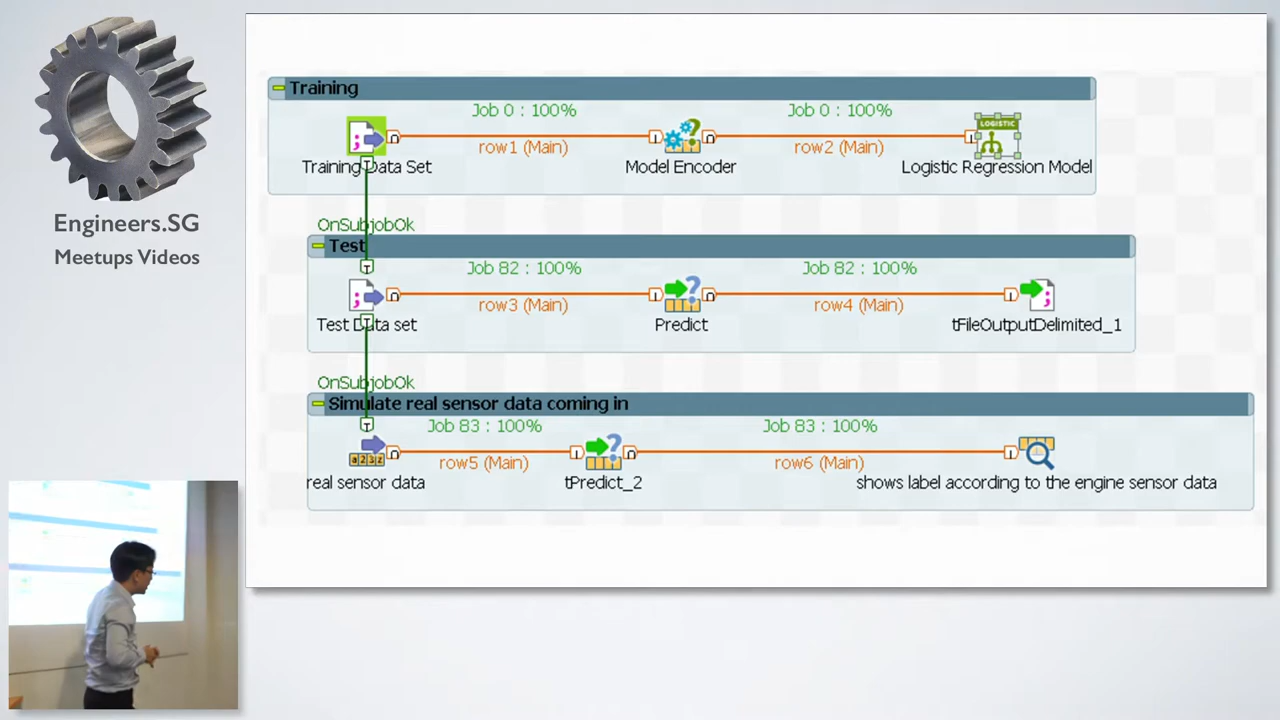 Engineers.SG
Meetups Videos
Training
Job 0 : 100%
Job 0 : 100%
LOGISTIC
row1 (Main)
row2 (Main)
Training Data Set
Model Encoder
Logistic Regression Model
OnSubjobOk
Test
Job 82 : 100%
Job 82 : 100%
row3 (Main)
row4 (Main)
Test Data set
Predict
tFileOutputDelimited_1
OnSubjobOk
Simulate real sensor data coming in
Job 83 : 100%
Job 83 : 100%
row5 (Main)
row6 (Main)
real sensor data
tPredict_2
shows label according to the engine sensor data